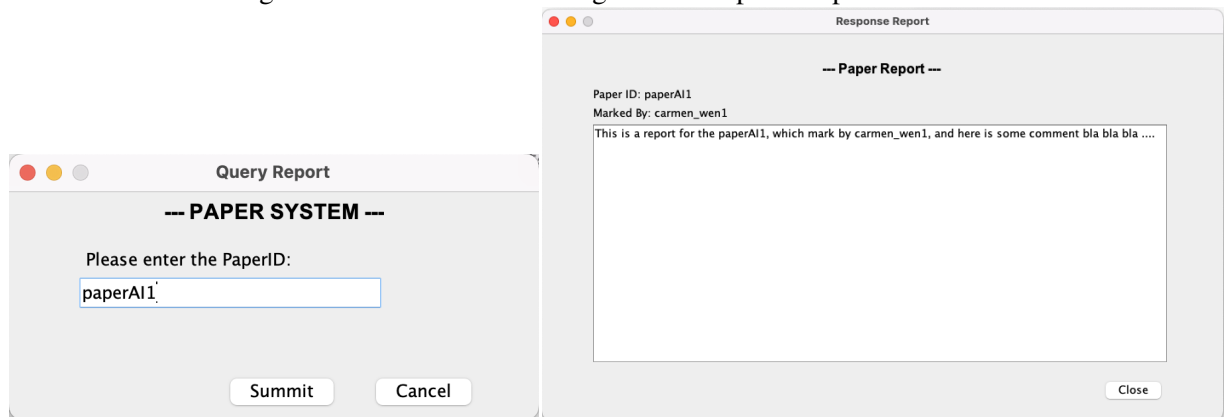 Query Report
--- PAPER SYSTEM ---
Please enter the PaperID:
paperAI1
Summit Cancel
Response Report
--- Paper Report ---
Paper ID: paperAI1
Marked By: carmen_wen1
This is a report for the paperAI1, which mark by carmen_wen1, and here is some comment bla bla bla ....
Close